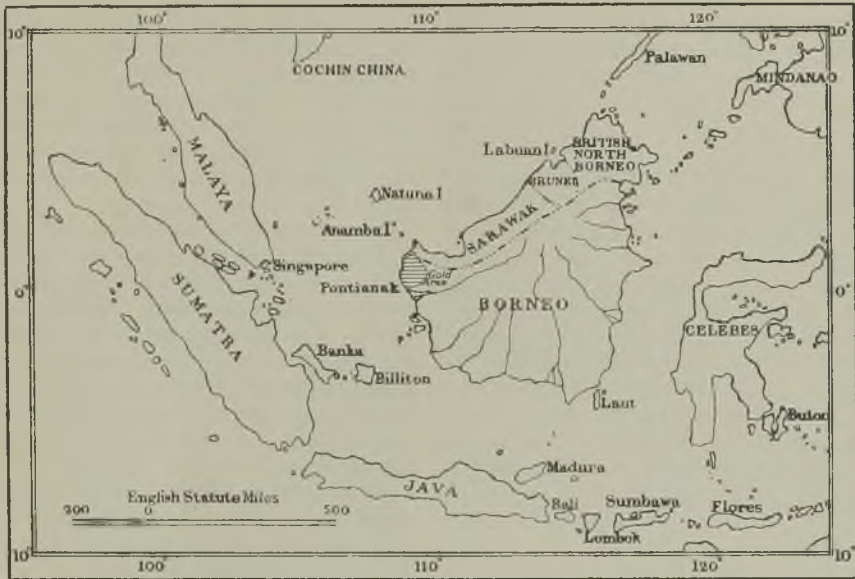 100°
110°
120°
10°
10°
COCHIN CHINA
Palawan
MINDANAO
MALAYA
Labuan I
BRITISH
NORTH
BORNEO
BRUNEI
Natuna I
SARAWAK
Anamba Iˢ
Singapore
Gold
Area
0°
Pontianak
BORNEO
0°
SUMATRA
CELEBES
Banka
Billiton
Laut
Buton
Madura
JAVA
English Statute Miles
200 0 500
Bali
Sumbawa
Flores
Lombok
10°
10°
100°
110°
120°